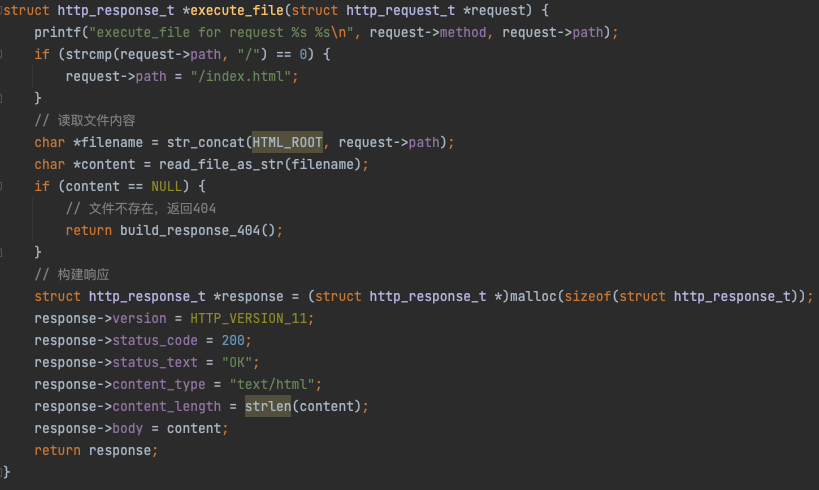 struct http_response_t *execute_file(struct http_request_t *request) {
    printf("execute_file for request %s %s\n", request->method, request->path);
    if (strcmp(request->path, "/") == 0) {
        request->path = "/index.html";
    }
    // 读取文件内容
    char *filename = str_concat(HTML_ROOT, request->path);
    char *content = read_file_as_str(filename);
    if (content == NULL) {
        // 文件不存在，返回404
        return build_response_404();
    }
    // 构建响应
    struct http_response_t *response = (struct http_response_t *)malloc(sizeof(struct http_response_t));
    response->version = HTTP_VERSION_11;
    response->status_code = 200;
    response->status_text = "OK";
    response->content_type = "text/html";
    response->content_length = strlen(content);
    response->body = content;
    return response;
}